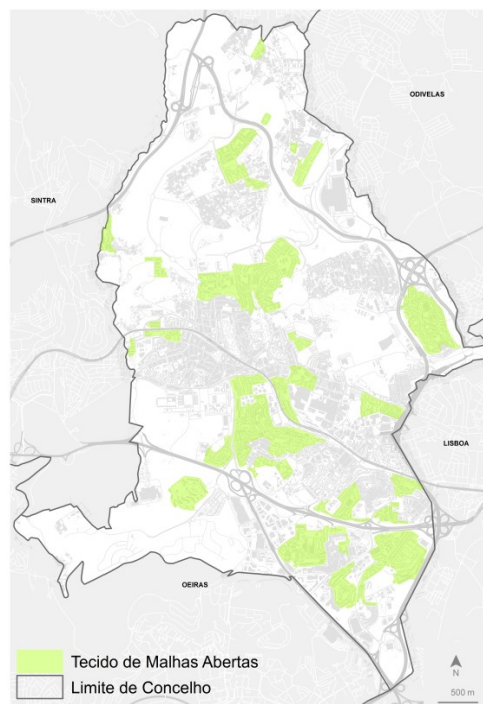 ODIVELAS
SINTRA
LISBOA
OEIRAS
Tecido de Malhas Abertas
Limite de Concelho
N
500 m